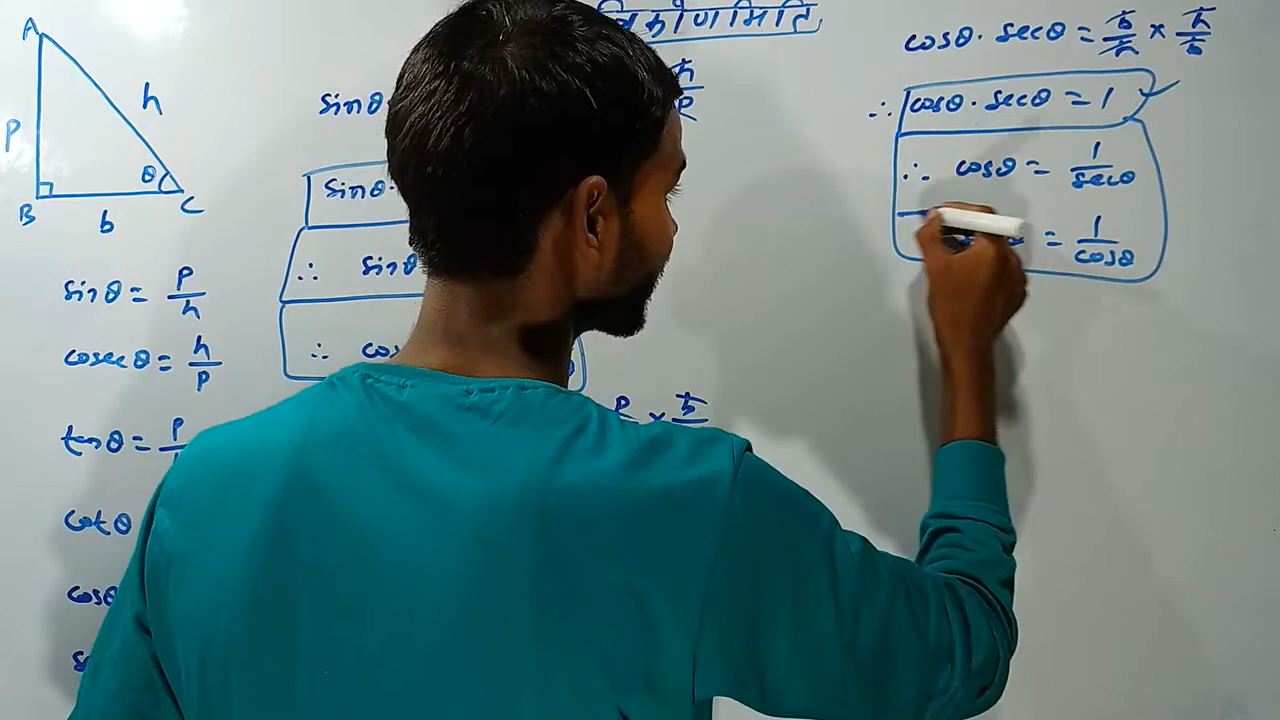 त्रिकोणमिति
A
P
h
θ
B
b
C
sinθ = P/h
cosecθ = h/P
tanθ = P
cotθ
cosθ
sinθ·
h/P
sinθ·
∴ sinθ
∴ cos
P × b
cosθ· secθ = b/h × h/b
∴ cosθ· secθ = 1
∴ cosθ = 1/secθ
= 1/cosθ